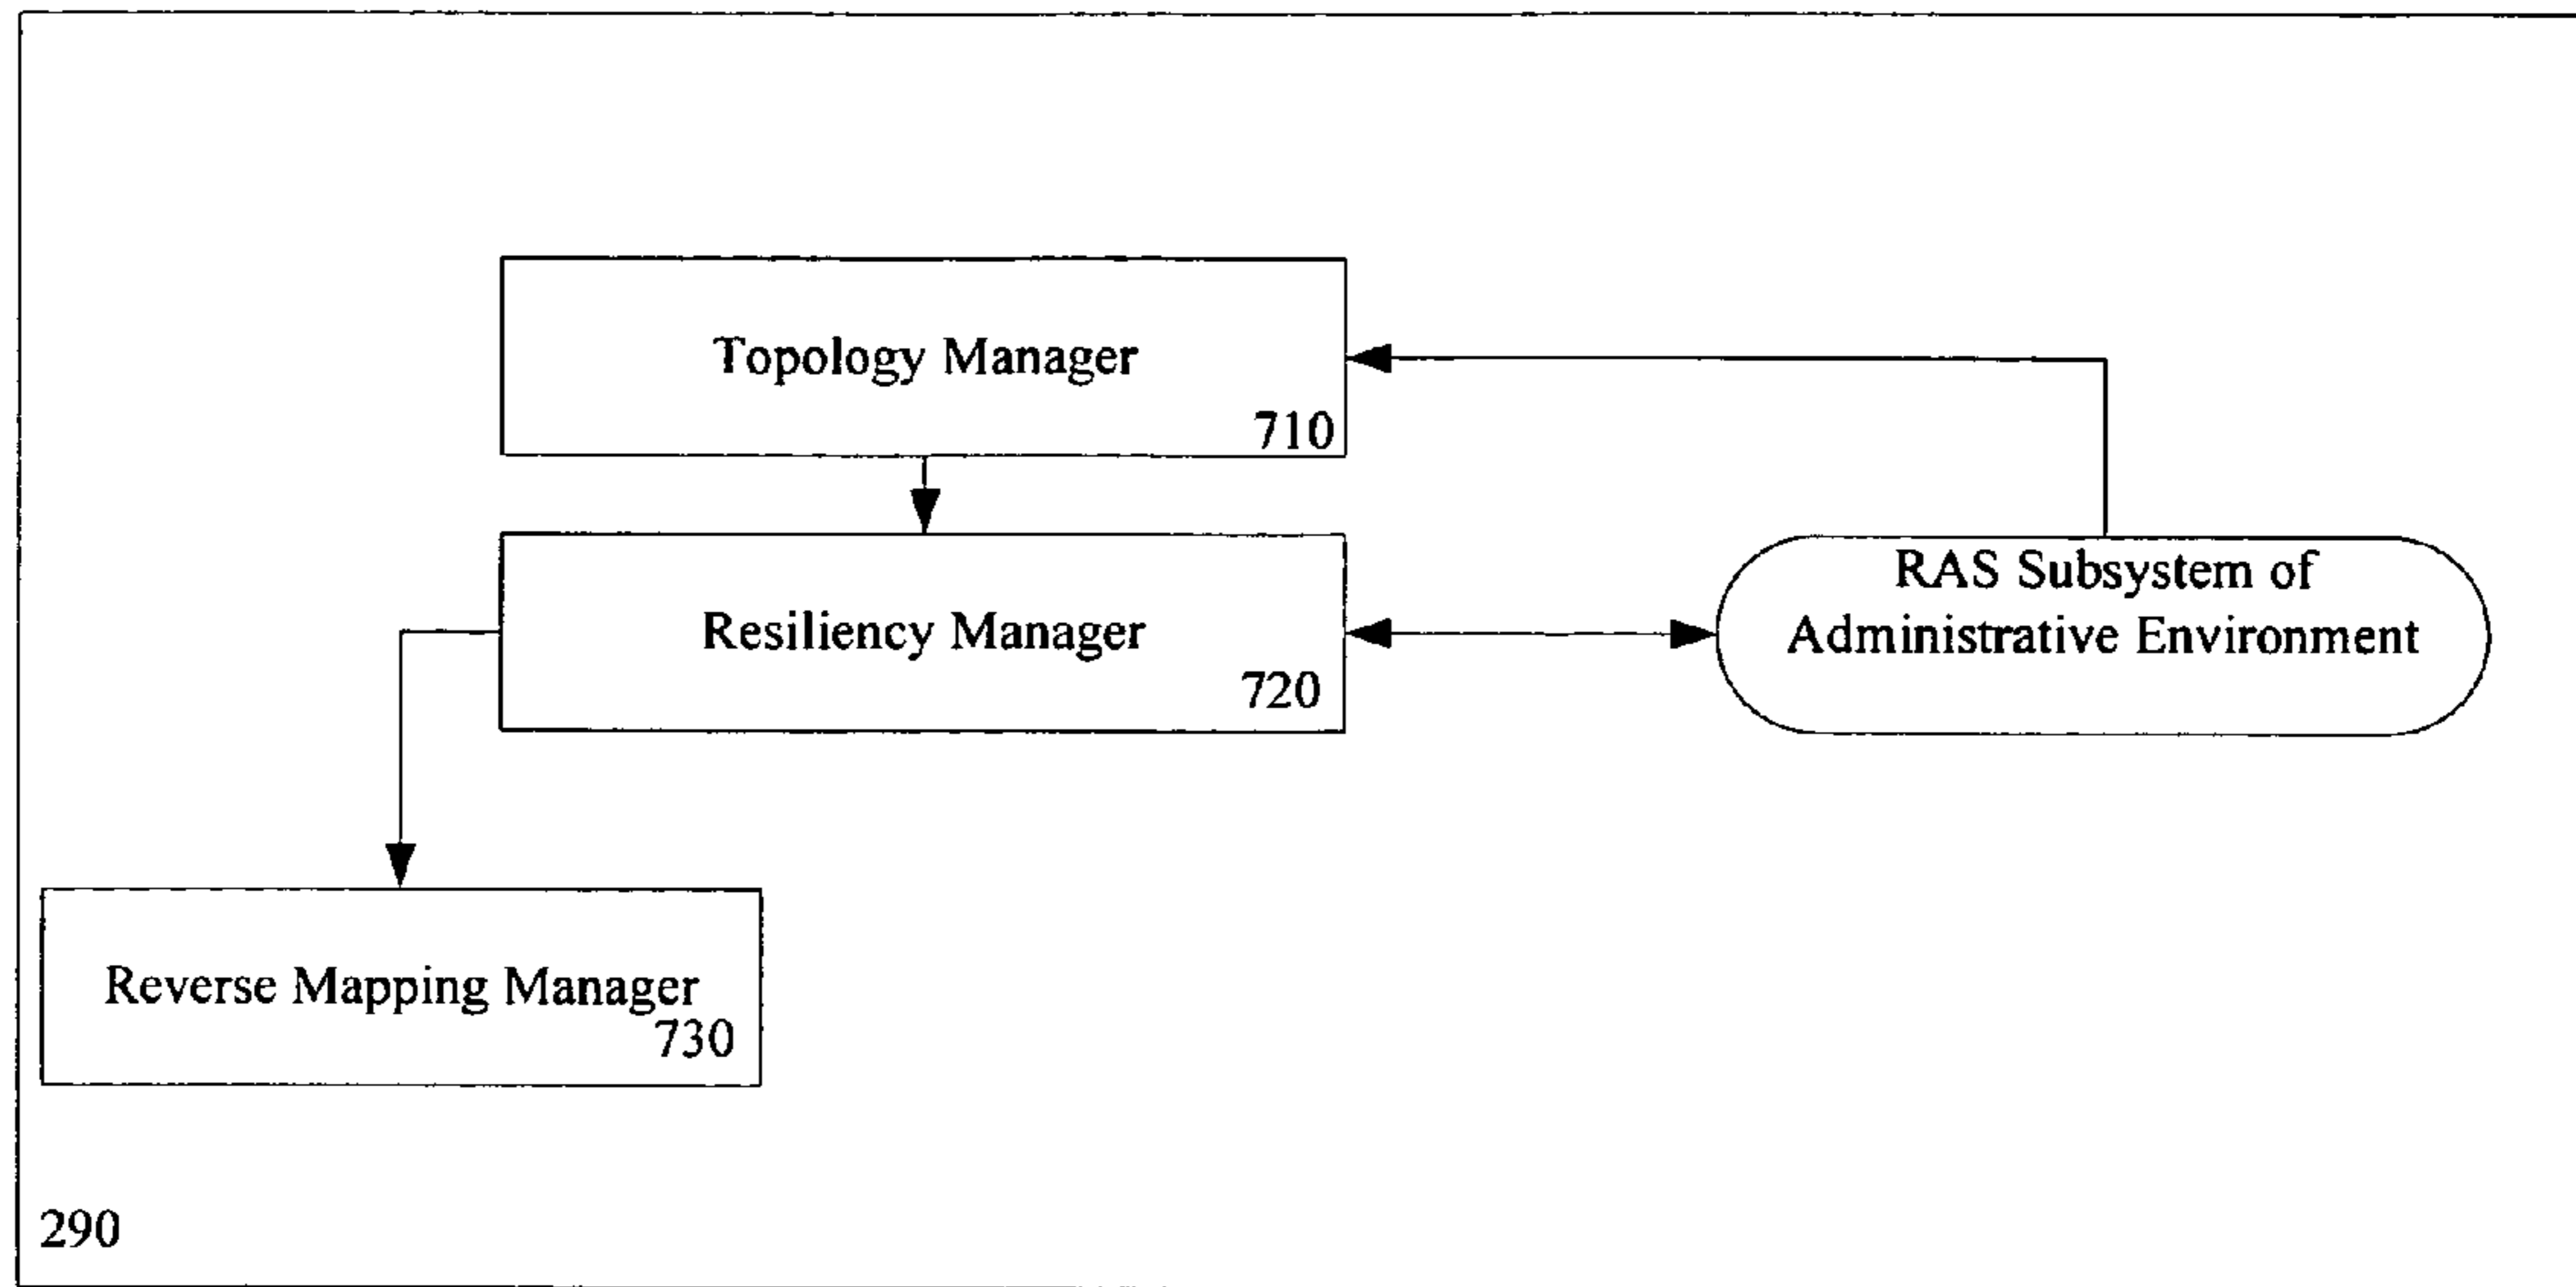 Topology Manager
710
Resiliency Manager
720
RAS Subsystem of
Administrative Environment
Reverse Mapping Manager
730
290